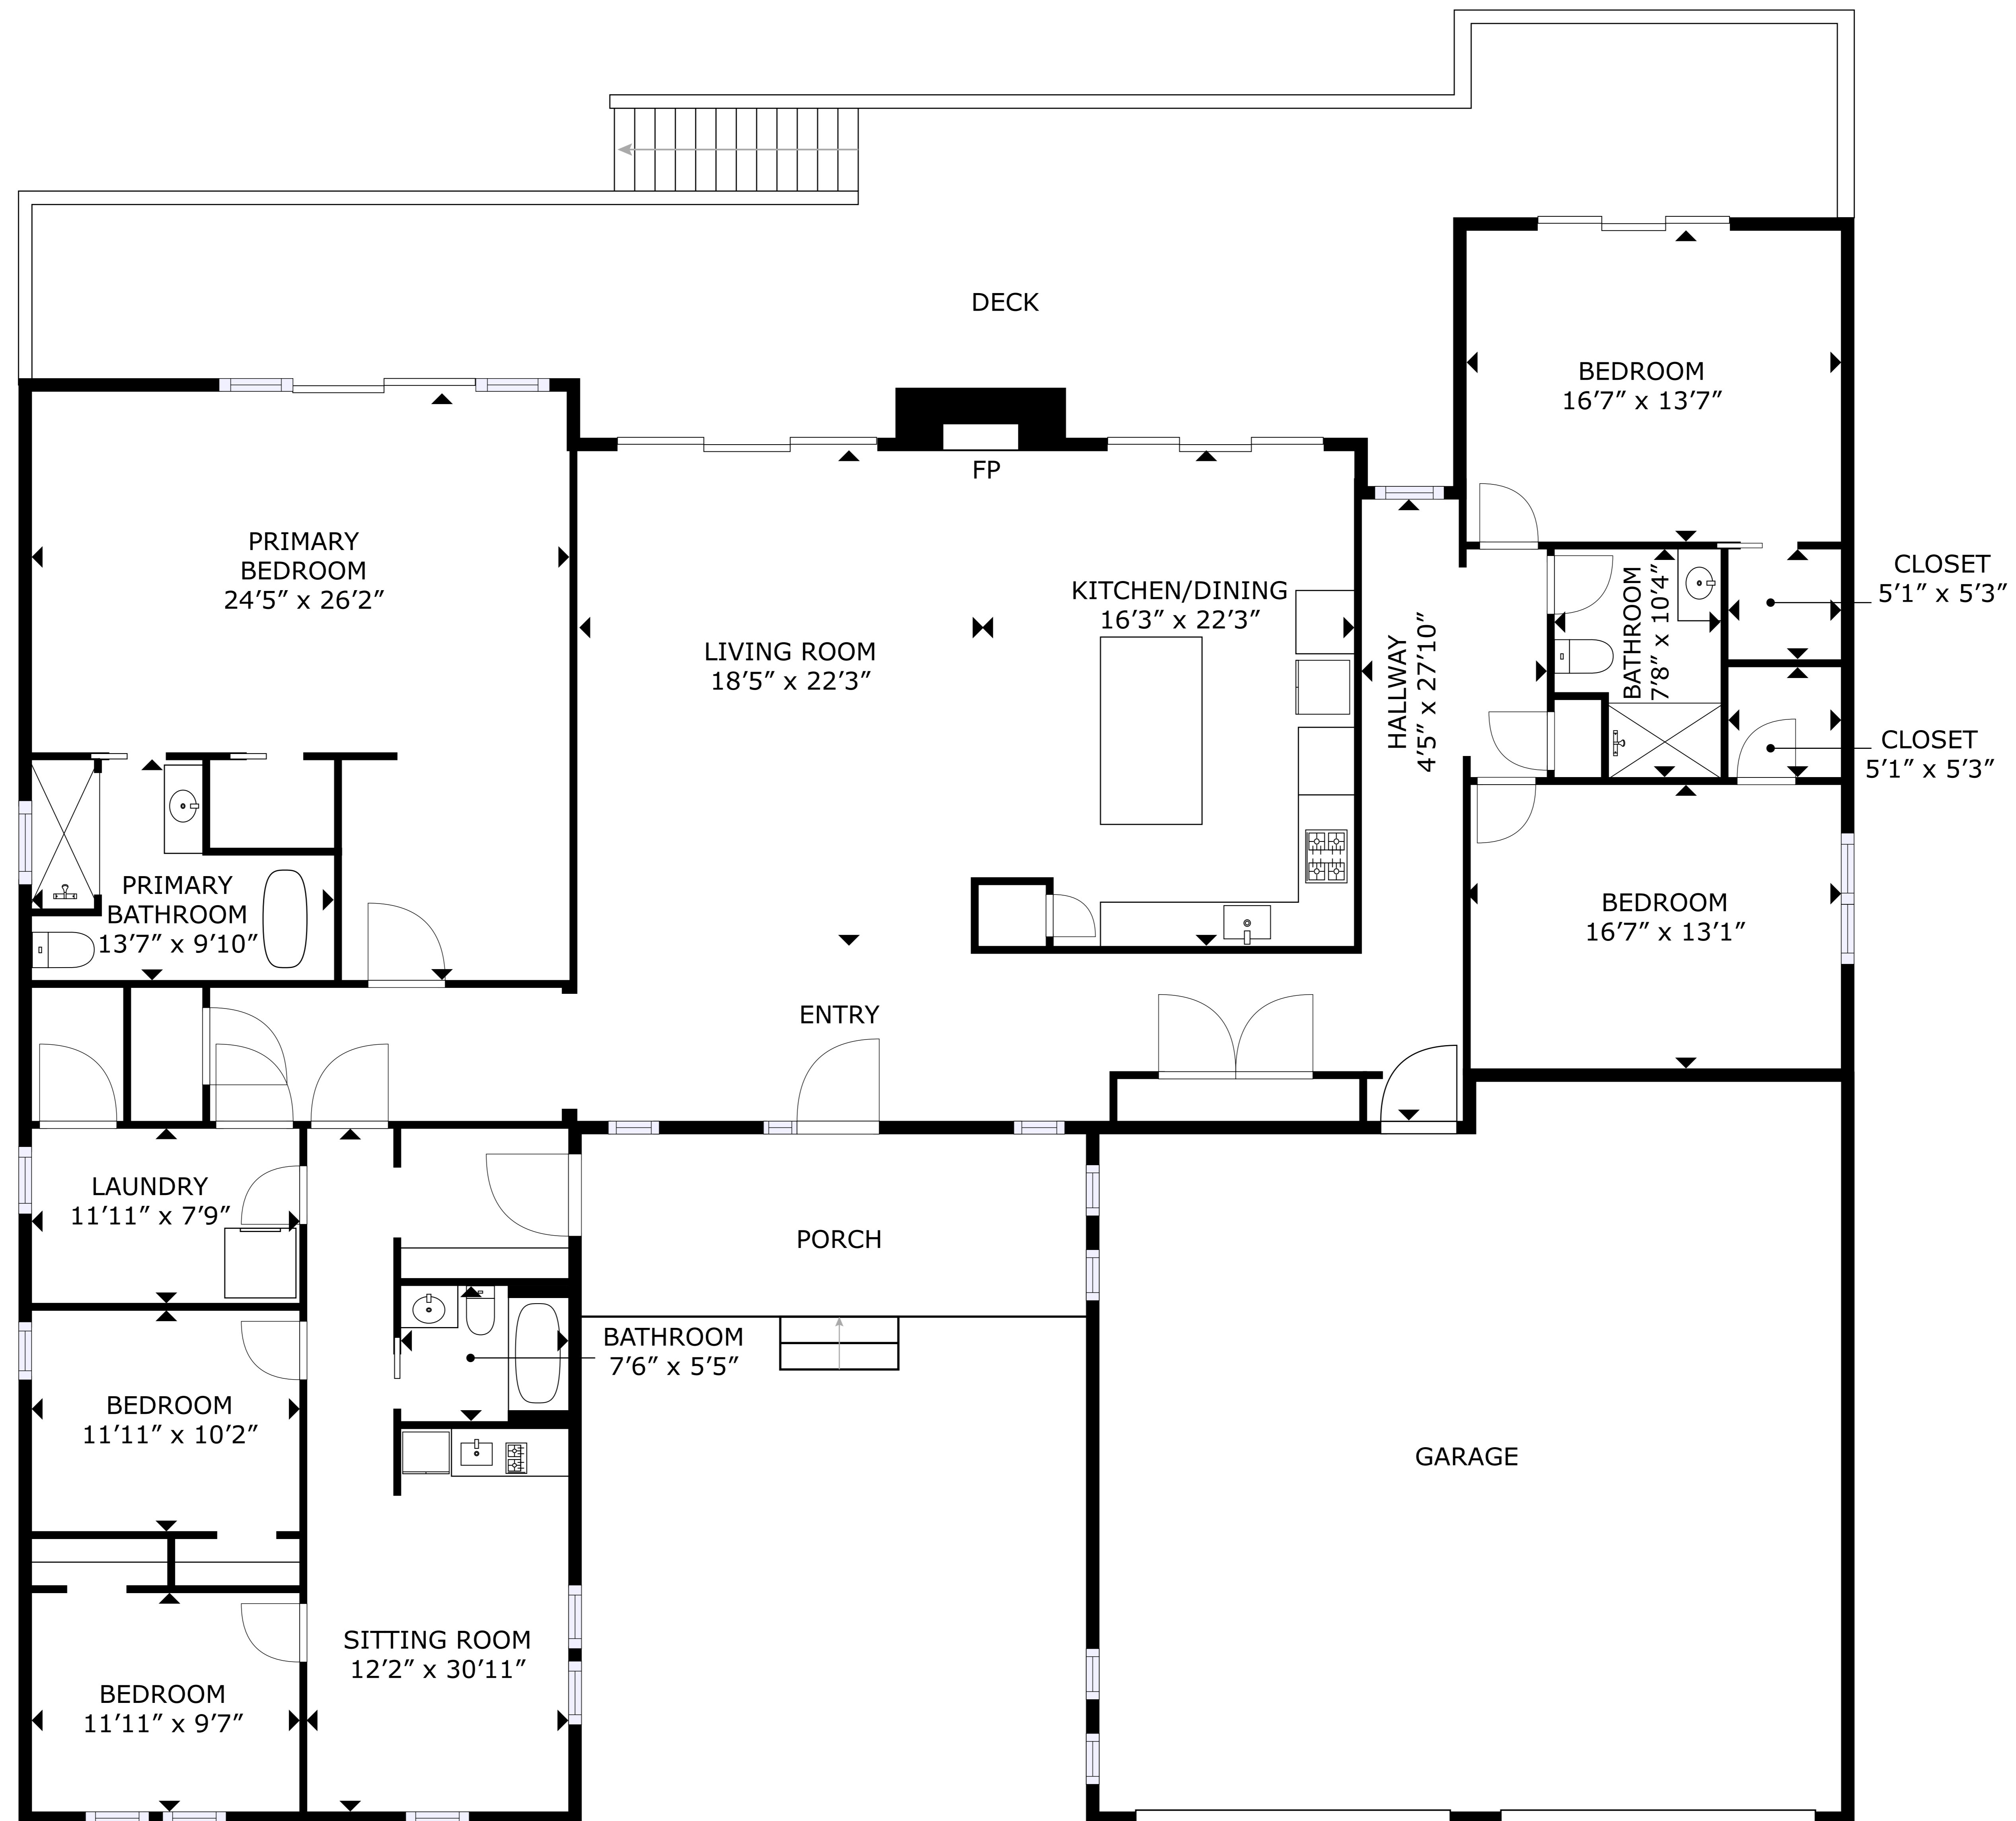 DECK
BEDROOM
16’7” x 13’7”
FP
PRIMARY
BEDROOM
24’5” x 26’2”
LIVING ROOM
18’5” x 22’3”
KITCHEN/DINING
16’3” x 22’3”
HALLWAY
4’5” x 27’10”
BATHROOM
7’8” x 10’4”
CLOSET
5’1” x 5’3”
CLOSET
5’1” x 5’3”
PRIMARY
BATHROOM
13’7” x 9’10”
BEDROOM
16’7” x 13’1”
ENTRY
LAUNDRY
11’11” x 7’9”
PORCH
BATHROOM
7’6” x 5’5”
BEDROOM
11’11” x 10’2”
GARAGE
SITTING ROOM
12’2” x 30’11”
BEDROOM
11’11” x 9’7”